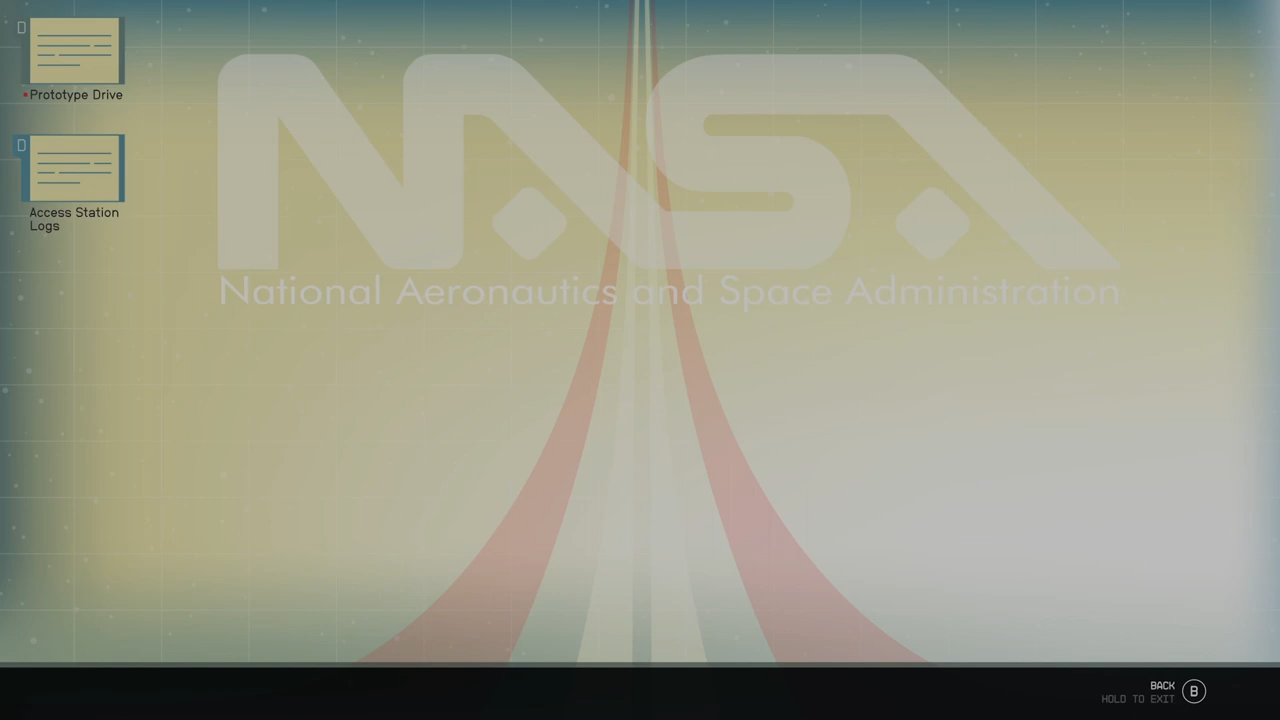 D
Prototype Drive
D
Access Station
Logs
NASA
National Aeronautics and Space Administration
BACK
HOLD TO EXIT
B